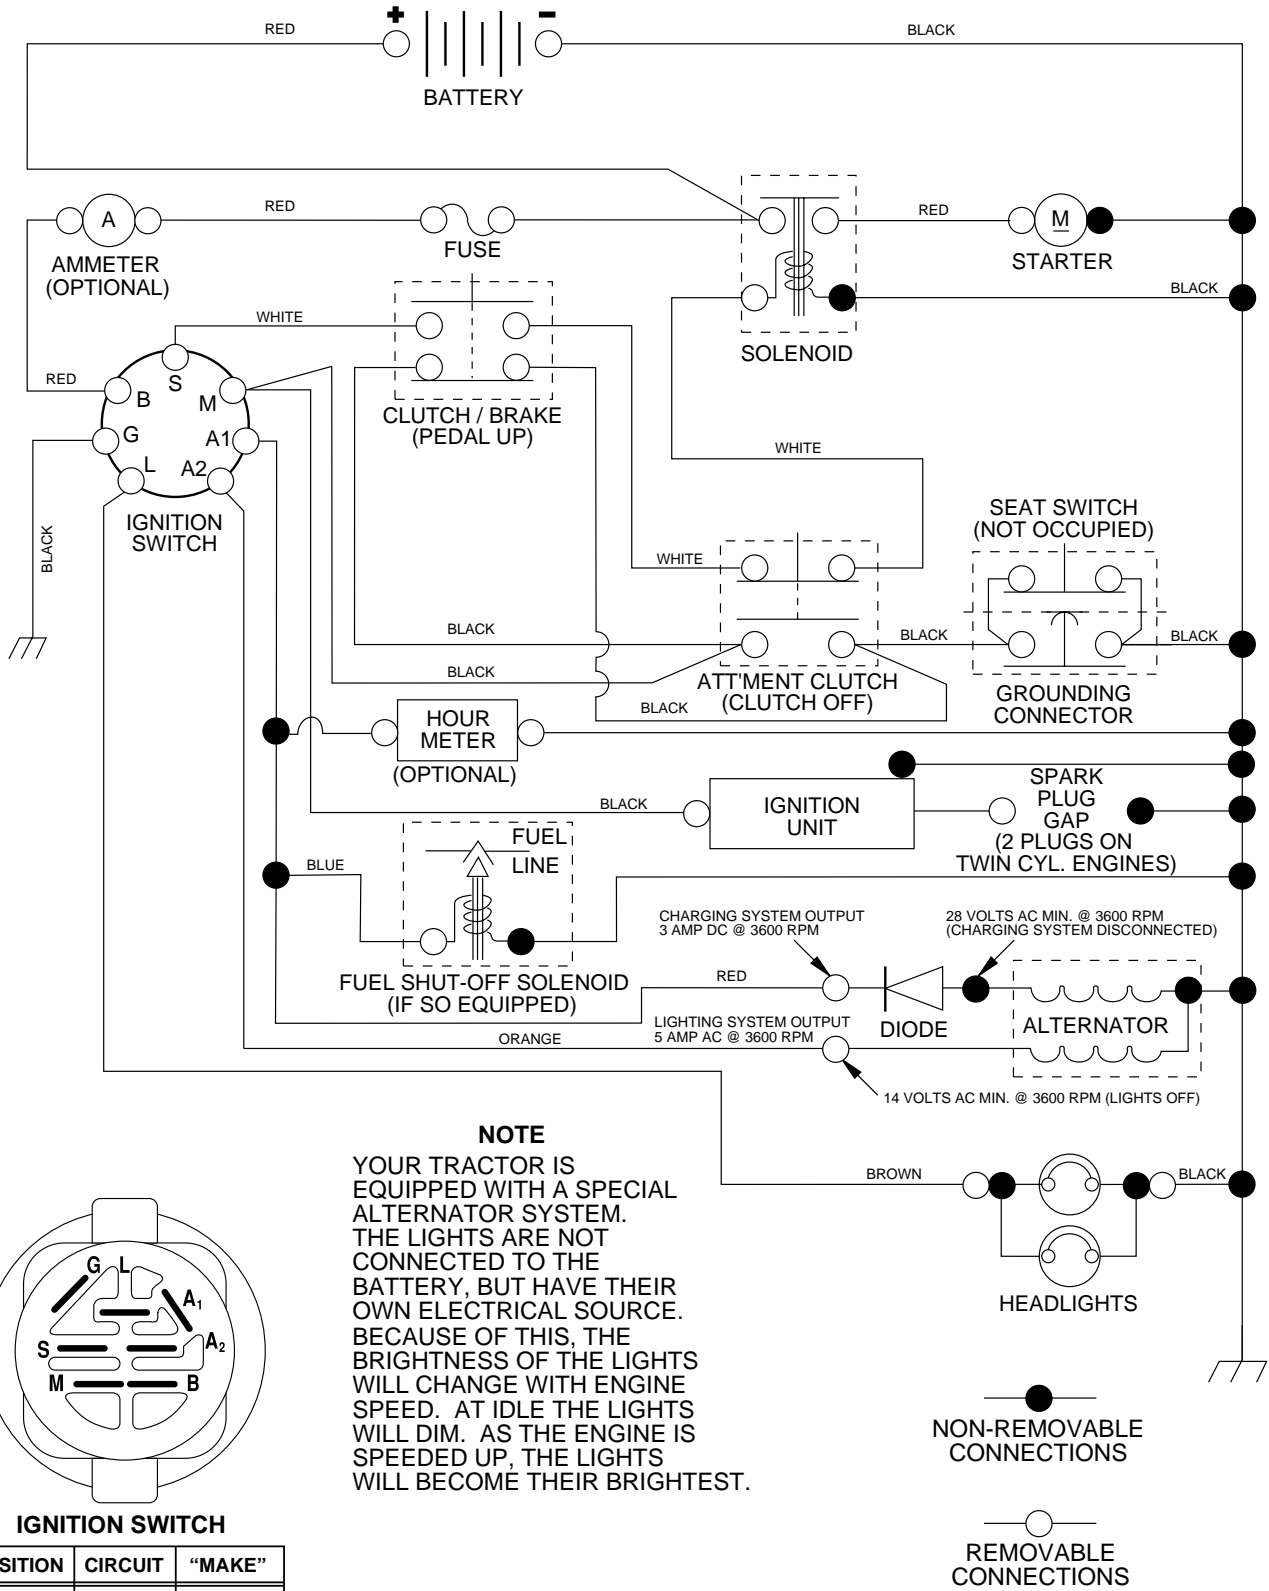 + -
RED
BLACK
BATTERY
A
RED
FUSE
RED
M
STARTER
AMMETER
(OPTIONAL)
BLACK
WHITE
SOLENOID
RED
S
B
M
G
A1
L
A2
CLUTCH / BRAKE
(PEDAL UP)
WHITE
IGNITION
SWITCH
BLACK
SEAT SWITCH
(NOT OCCUPIED)
WHITE
BLACK
BLACK
BLACK
BLACK
ATT'MENT CLUTCH
(CLUTCH OFF)
BLACK
GROUNDING
CONNECTOR
HOUR
METER
(OPTIONAL)
BLACK
IGNITION
UNIT
SPARK
PLUG
GAP
(2 PLUGS ON
TWIN CYL. ENGINES)
FUEL
LINE
BLUE
FUEL SHUT-OFF SOLENOID
(IF SO EQUIPPED)
CHARGING SYSTEM OUTPUT
3 AMP DC @ 3600 RPM
28 VOLTS AC MIN. @ 3600 RPM
(CHARGING SYSTEM DISCONNECTED)
RED
DIODE
ALTERNATOR
LIGHTING SYSTEM OUTPUT
5 AMP AC @ 3600 RPM
ORANGE
14 VOLTS AC MIN. @ 3600 RPM (LIGHTS OFF)
NOTE
YOUR TRACTOR IS
EQUIPPED WITH A SPECIAL
ALTERNATOR SYSTEM.
THE LIGHTS ARE NOT
CONNECTED TO THE
BATTERY, BUT HAVE THEIR
OWN ELECTRICAL SOURCE.
BECAUSE OF THIS, THE
BRIGHTNESS OF THE LIGHTS
WILL CHANGE WITH ENGINE
SPEED. AT IDLE THE LIGHTS
WILL DIM. AS THE ENGINE IS
SPEEDED UP, THE LIGHTS
WILL BECOME THEIR BRIGHTEST.
BROWN
BLACK
HEADLIGHTS
G L
A1
S
A2
M B
IGNITION SWITCH
SITION CIRCUIT “MAKE”
NON-REMOVABLE
CONNECTIONS
REMOVABLE
CONNECTIONS